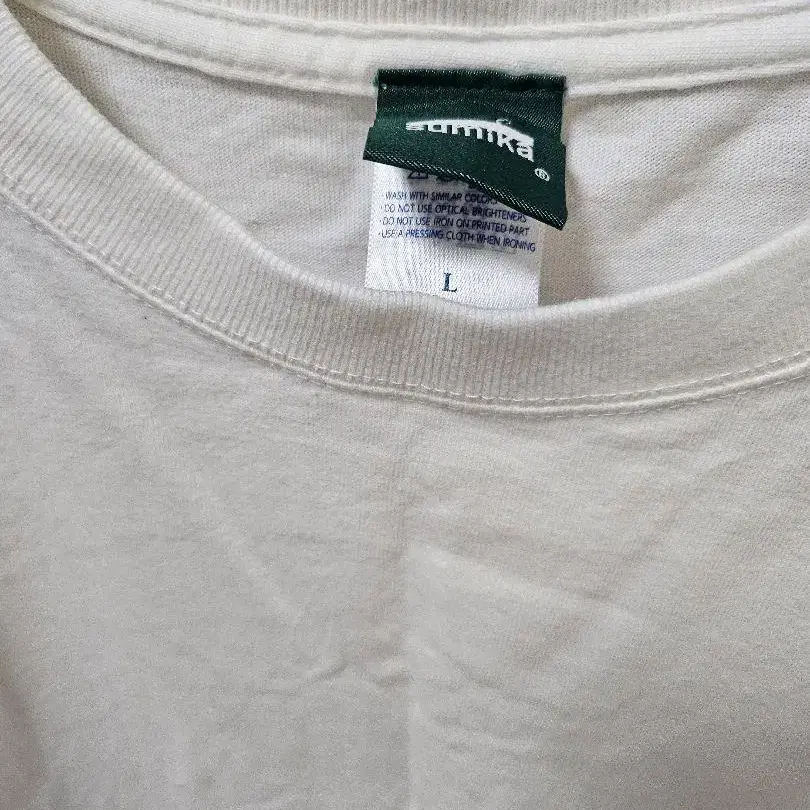 sumika
®
· WASH WITH SIMILAR COLORS
· DO NOT USE OPTICAL BRIGHTENERS
· DO NOT USE IRON ON PRINTED PART
· USE A PRESSING CLOTH WHEN IRONING
L